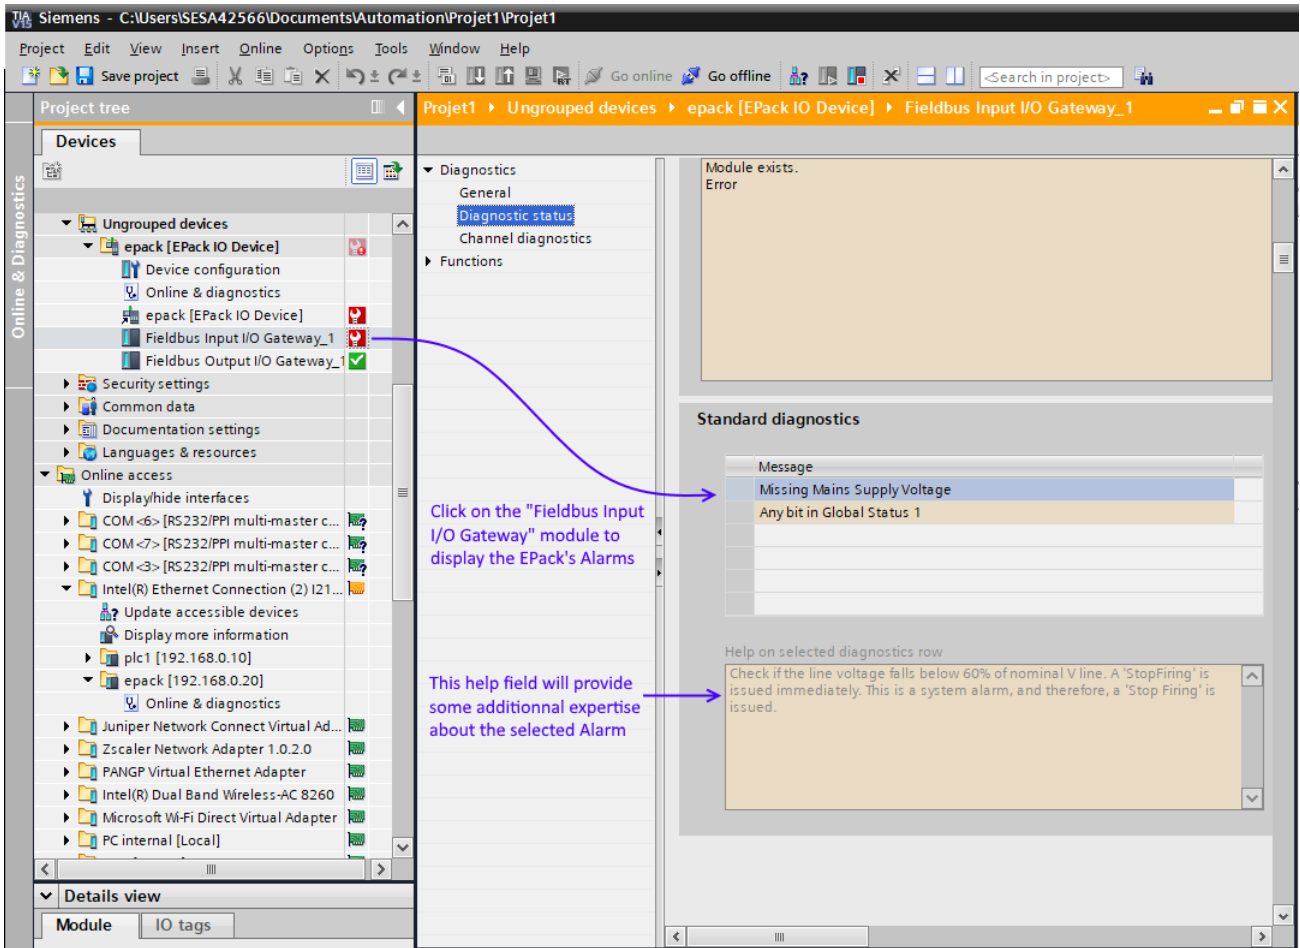 Siemens - C:\Users\SESA42566\Documents\Automation\Projet1\Projet1
Project Edit View Insert Online Options Tools Window Help
Save project
Go online
Go offline
<Search in project>
Online & Diagnostics
Project tree
Devices
Ungrouped devices
epack [EPack IO Device]
Device configuration
Online & diagnostics
epack [EPack IO Device]
Fieldbus Input I/O Gateway_1
Fieldbus Output I/O Gateway_1
Security settings
Common data
Documentation settings
Languages & resources
Online access
Display/hide interfaces
COM <6> [RS232/PPI multi-master c...
COM <7> [RS232/PPI multi-master c...
COM <3> [RS232/PPI multi-master c...
Intel(R) Ethernet Connection (2) I21...
Update accessible devices
Display more information
plc1 [192.168.0.10]
epack [192.168.0.20]
Online & diagnostics
Juniper Network Connect Virtual Ad...
Zscaler Network Adapter 1.0.2.0
PANGP Virtual Ethernet Adapter
Intel(R) Dual Band Wireless-AC 8260
Microsoft Wi-Fi Direct Virtual Adapter
PC internal [Local]
Details view
Module
IO tags
Projet1 Ungrouped devices epack [EPack IO Device] Fieldbus Input I/O Gateway_1
Diagnostics
General
Diagnostic status
Channel diagnostics
Functions
Click on the "Fieldbus Input
I/O Gateway" module to
display the EPack's Alarms
This help field will provide
some additionnal expertise
about the selected Alarm
Module exists.
Error
Standard diagnostics
Message
Missing Mains Supply Voltage
Any bit in Global Status 1
Help on selected diagnostics row
Check if the line voltage falls below 60% of nominal V line. A 'StopFiring' is
issued immediately. This is a system alarm, and therefore, a 'Stop Firing' is
issued.